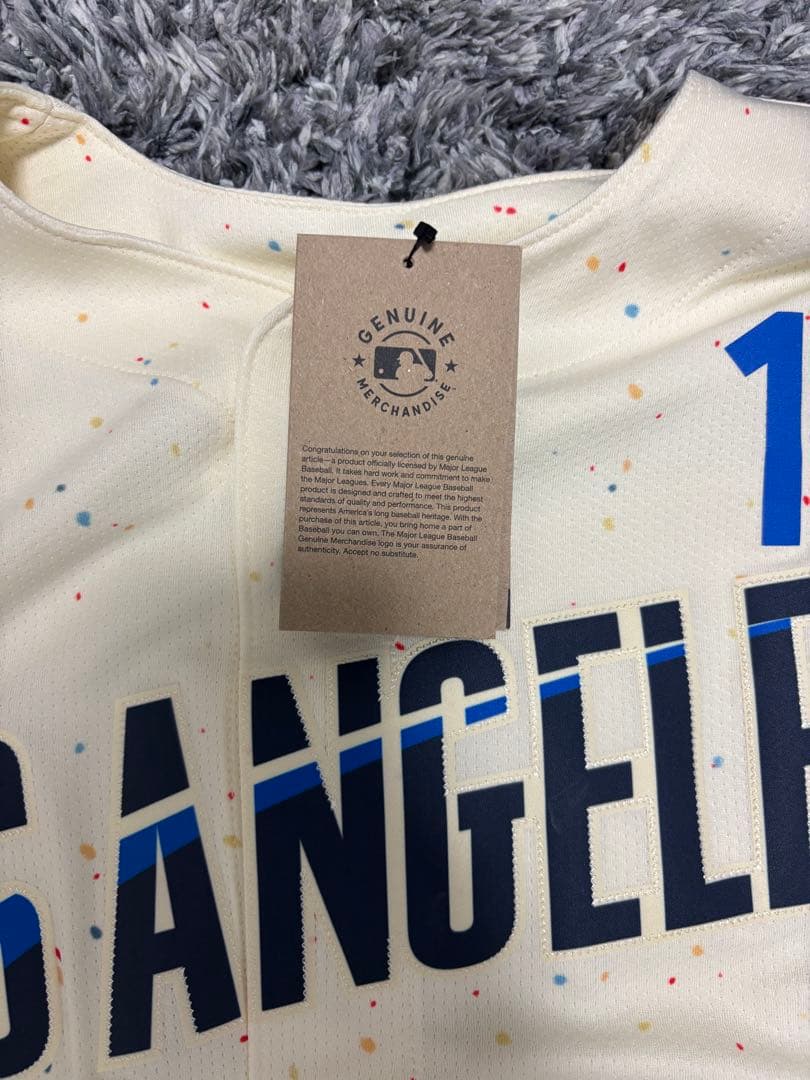 GENUINE
MERCHANDISE
Congratulations on your selection of this genuine
article—a product officially licensed by Major League
Baseball. It takes hard work and commitment to make
the Major Leagues. Every Major League Baseball
product is designed and crafted to meet the highest
standards of quality and performance. This product
represents America's long baseball heritage. With the
purchase of this article, you bring home a part of
Baseball you can own. The Major League Baseball
Genuine Merchandise logo is your assurance of
authenticity. Accept no substitute.
1
S ANGELE